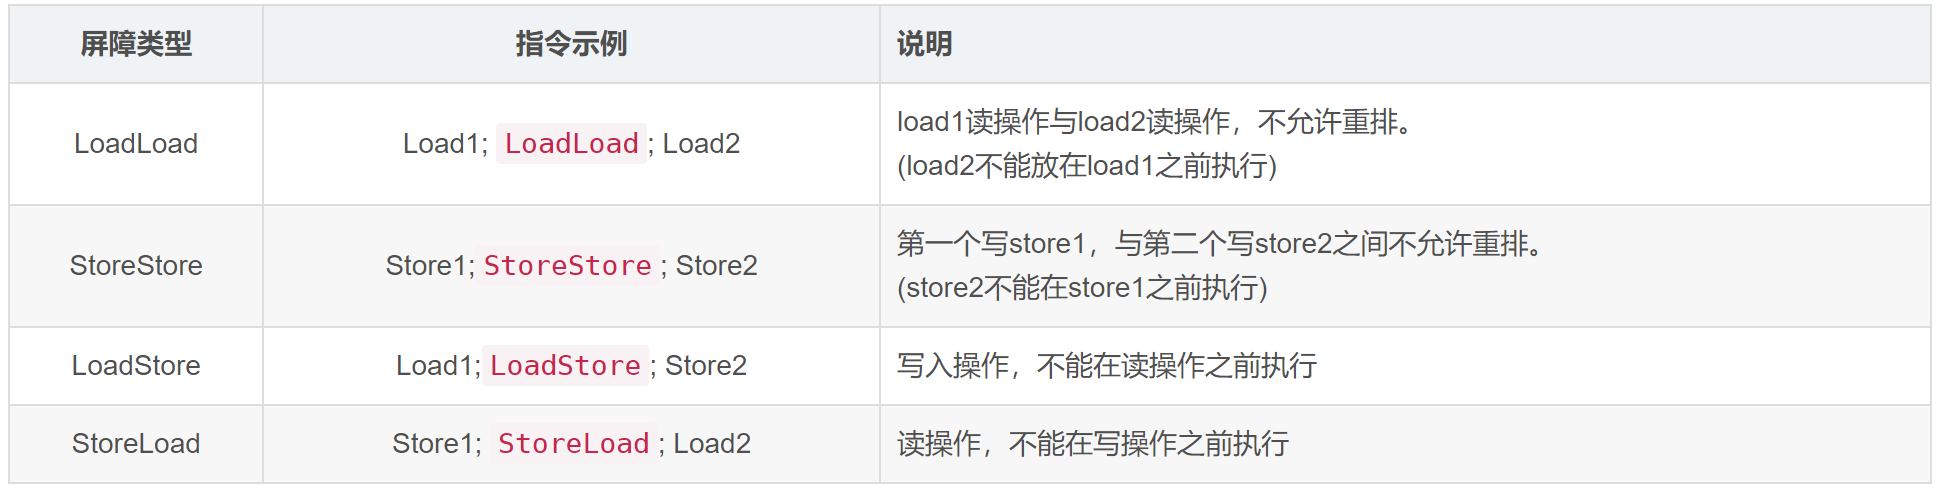 屏障类型 指令示例 说明
LoadLoad Load1; LoadLoad; Load2 load1读操作与load2读操作，不允许重排。
(load2不能放在load1之前执行)
StoreStore Store1;StoreStore; Store2 第一个写store1，与第二个写store2之间不允许重排。
(store2不能在store1之前执行)
LoadStore Load1;LoadStore; Store2 写入操作，不能在读操作之前执行
StoreLoad Store1; StoreLoad; Load2 读操作，不能在写操作之前执行